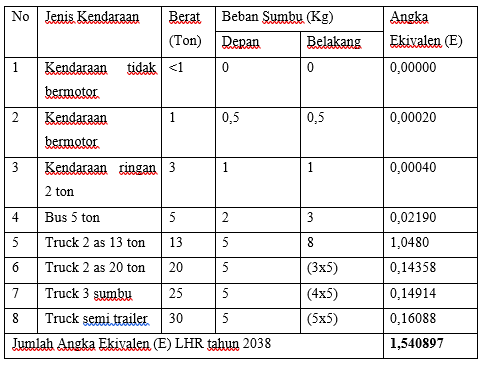 No Jenis Kendaraan Berat (Ton) Beban Sumbu (Kg) Angka Ekivalen (E)
Depan Belakang
1 Kendaraan tidak bermotor <1 0 0 0,00000
2 Kendaraan bermotor 1 0,5 0,5 0,00020
3 Kendaraan ringan 2 ton 3 1 1 0,00040
4 Bus 5 ton 5 2 3 0,02190
5 Truck 2 as 13 ton 13 5 8 1,0480
6 Truck 2 as 20 ton 20 5 (3x5) 0,14358
7 Truck 3 sumbu 25 5 (4x5) 0,14914
8 Truck semi trailer 30 5 (5x5) 0,16088
Jumlah Angka Ekivalen (E) LHR tahun 2038 1,540897